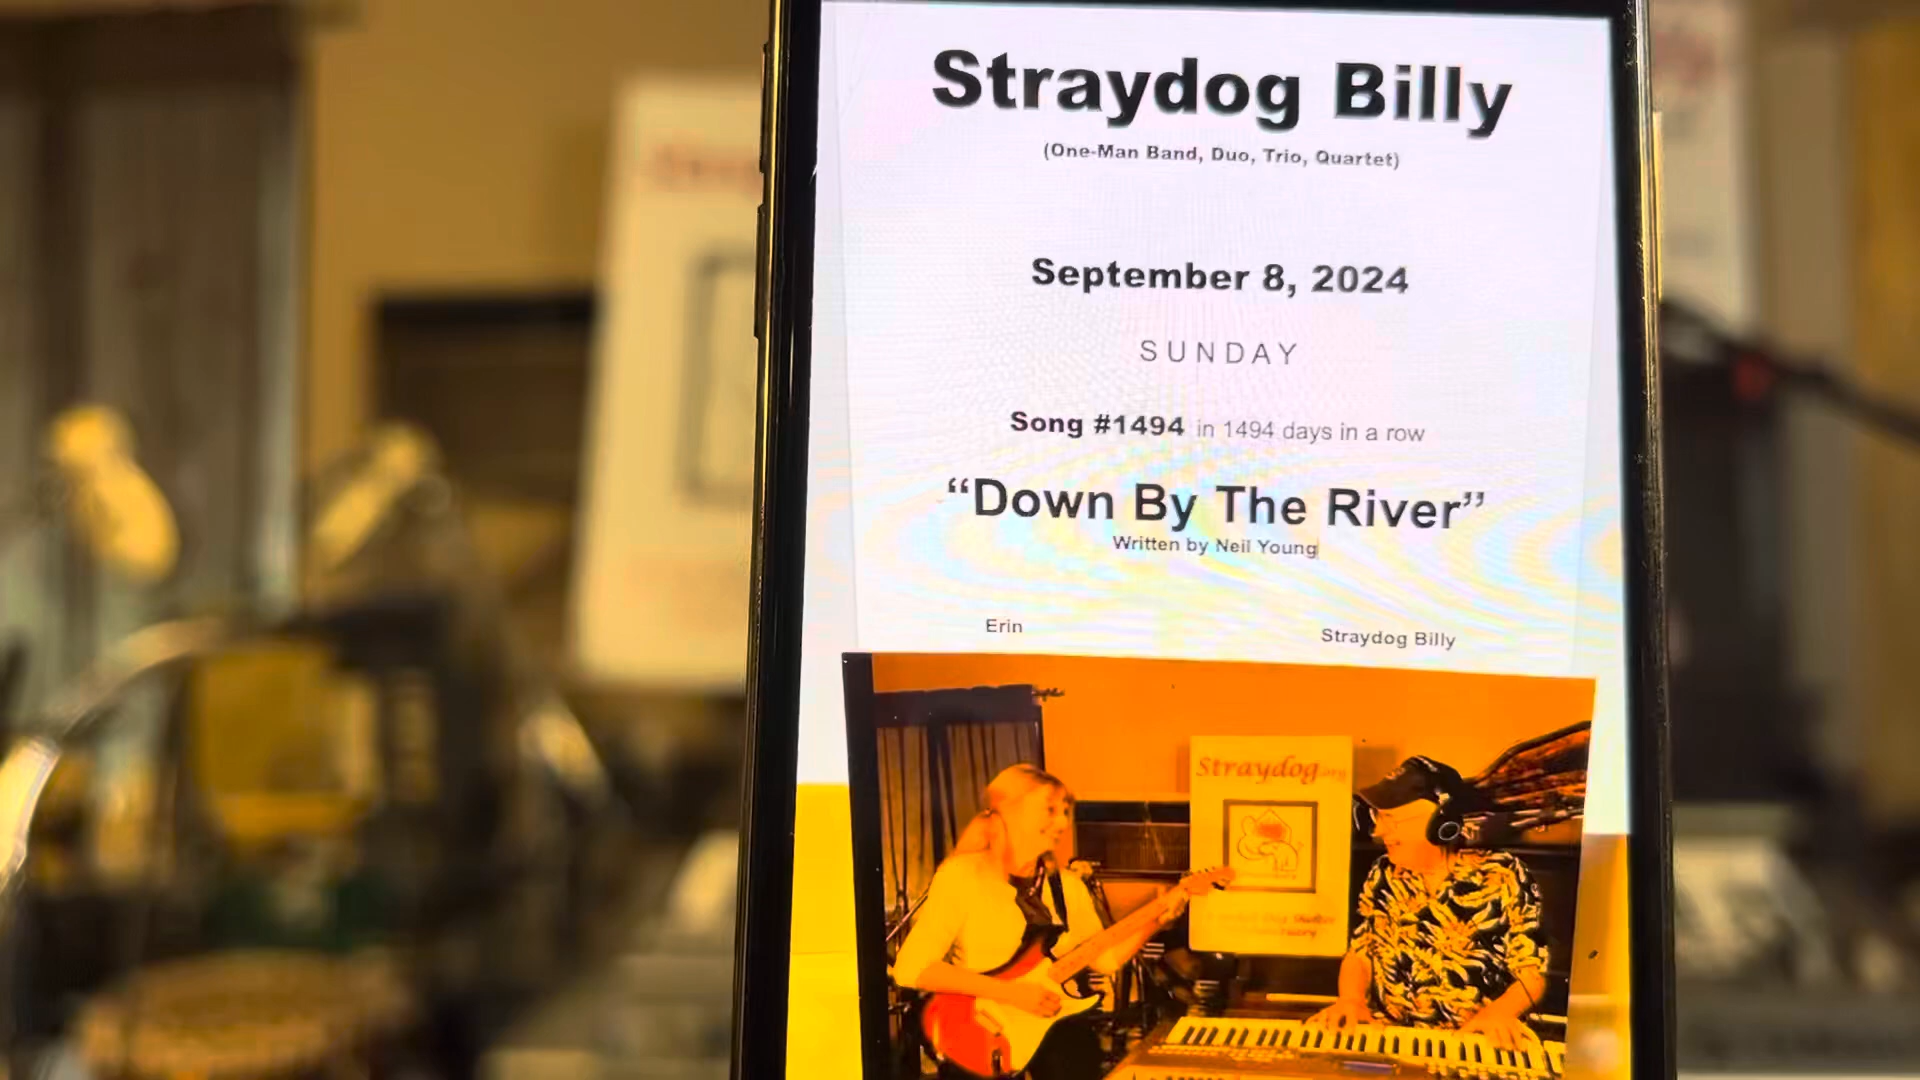 Straydog Billy
(One-Man Band, Duo, Trio, Quartet)
September 8, 2024
SUNDAY
Song #1494 in 1494 days in a row
“Down By The River”
Written by Neil Young
Erin
Straydog Billy
Straydog.org